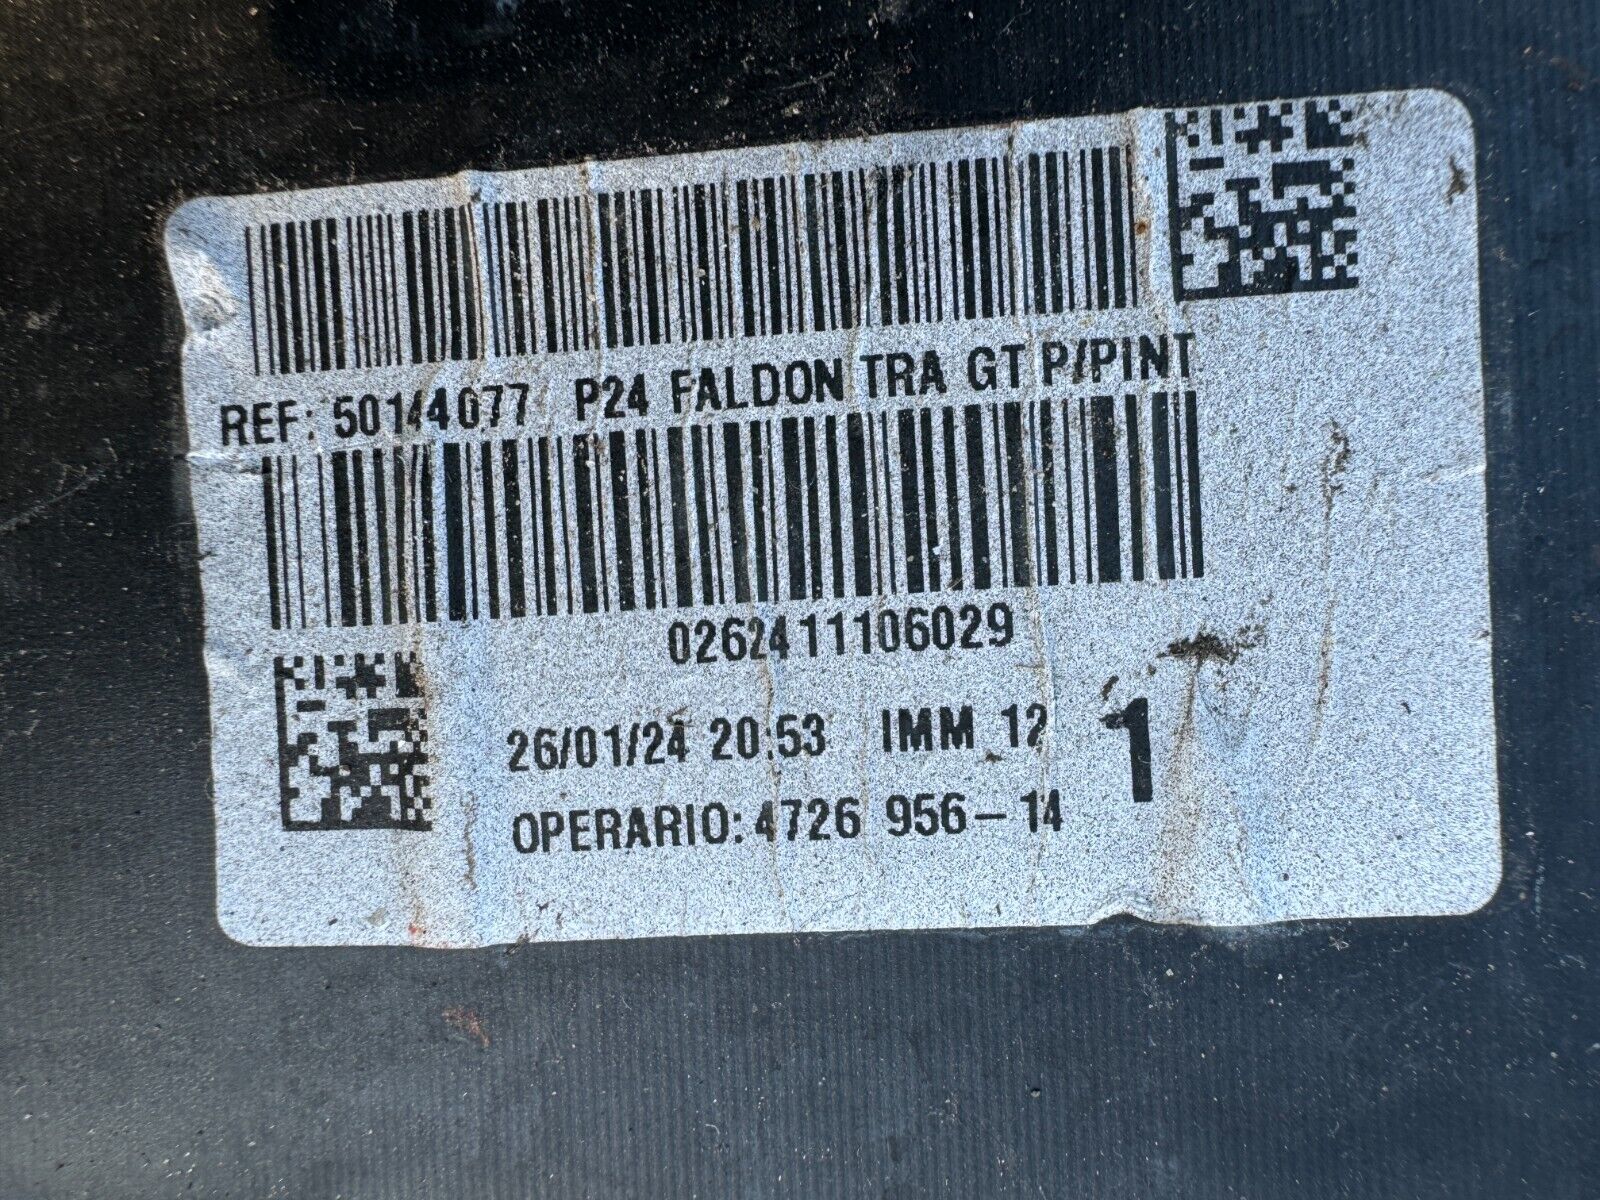 REF: 50144077 P24 FALDON TRA GT P/PINT
0262411106029
26/01/24 20:53 IMM 12 1
OPERARIO: 4726 956-14